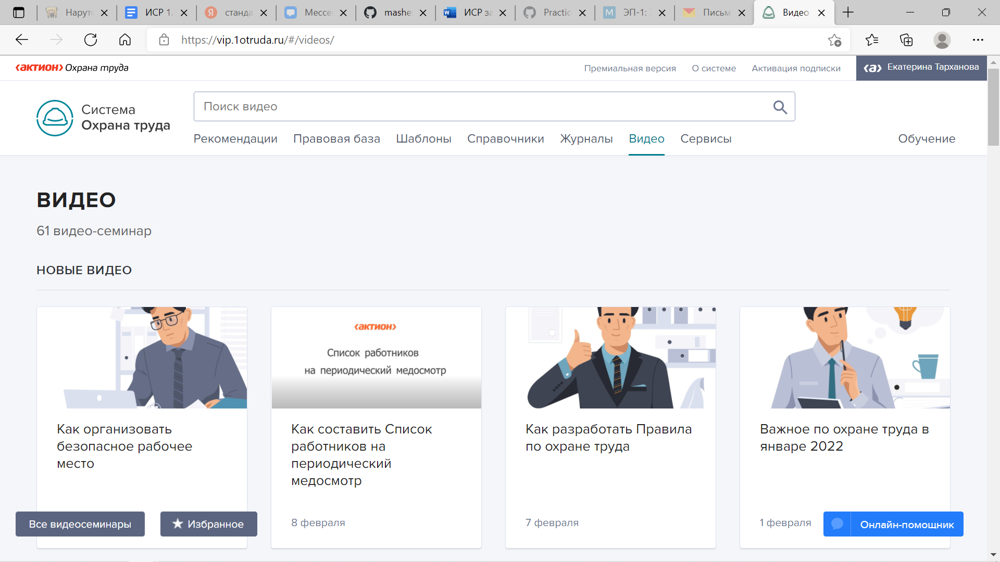 Наруто
ИСР 1.
станда
Мессе
mashe
ИСР за
Practic
ЭП-1:
Письм
Видео
https://vip.1otruda.ru/#/videos/
‹актион› Охрана труда
Премиальная версия
О системе
Активация подписки
‹а› Екатерина Тарханова
Система
Охрана труда
Поиск видео
Рекомендации
Правовая база
Шаблоны
Справочники
Журналы
Видео
Сервисы
Обучение
ВИДЕО
61 видео-семинар
НОВЫЕ ВИДЕО
Как организовать
безопасное рабочее
место
‹актион›
Список работников
на периодический медосмотр
Как составить Список
работников на
периодический
медосмотр
8 февраля
Как разработать Правила
по охране труда
7 февраля
Важное по охране труда в
январе 2022
1 февраля
Все видеосеминары
Избранное
Онлайн-помощник